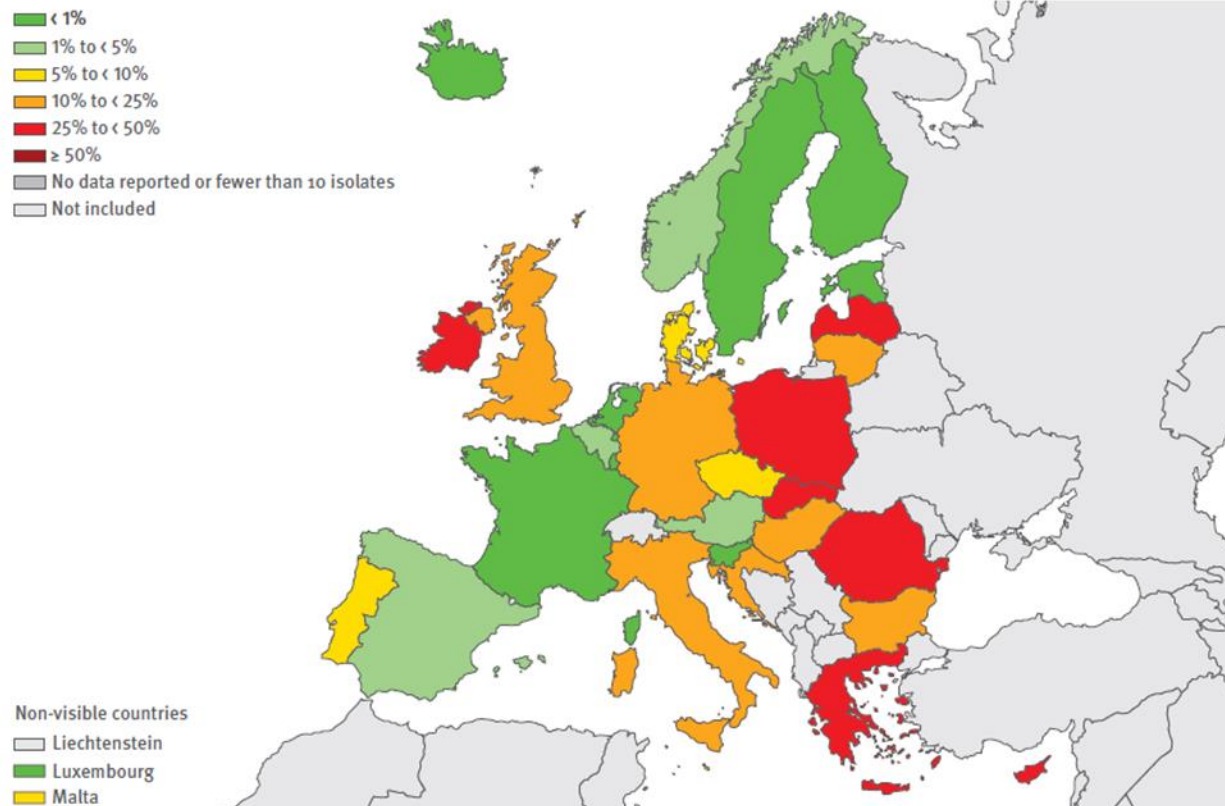 < 1%
1% to < 5%
5% to < 10%
10% to < 25%
25% to < 50%
≥ 50%
No data reported or fewer than 10 isolates
Not included
Non-visible countries
Liechtenstein
Luxembourg
Malta